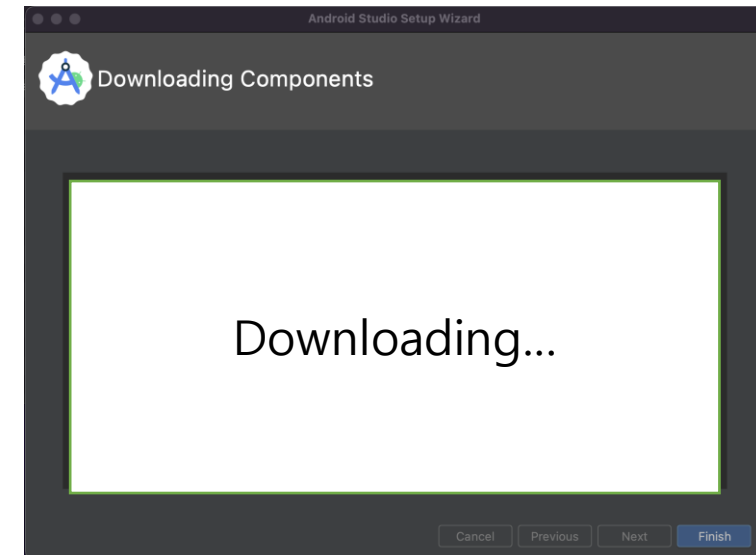 Android Studio Setup Wizard
Downloading Components
Downloading...
Cancel Previous Next Finish